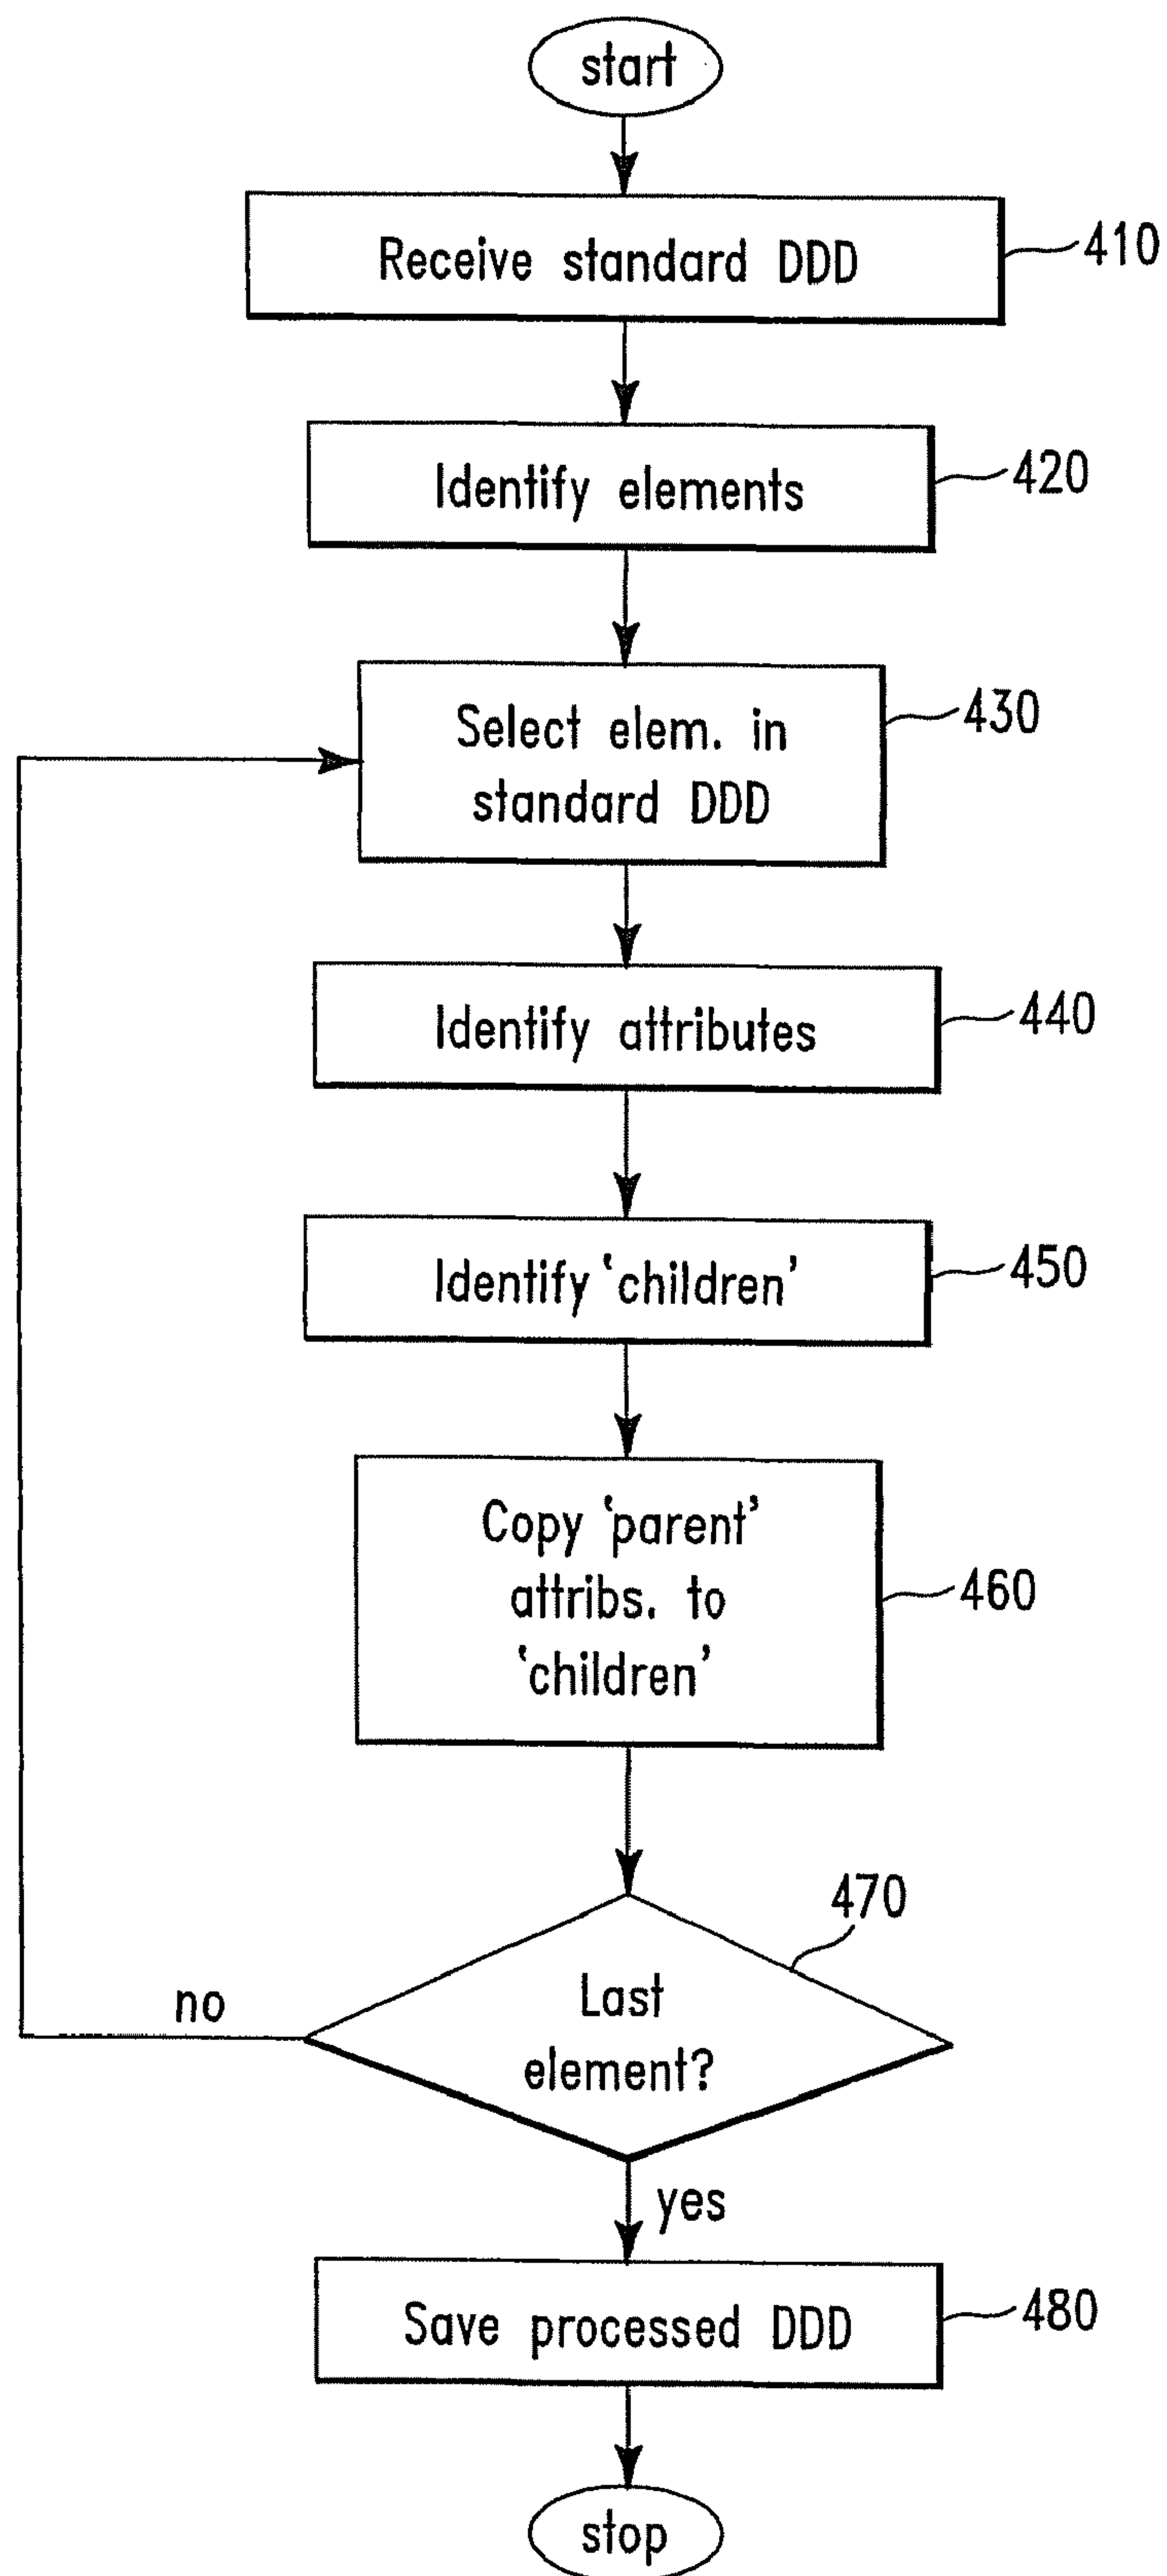 start
Receive standard DDD
410
Identify elements
420
Select elem. in
standard DDD
430
Identify attributes
440
Identify ‘children’
450
Copy ‘parent’
attribs. to
‘children’
460
470
Last
element?
no
yes
Save processed DDD
480
stop